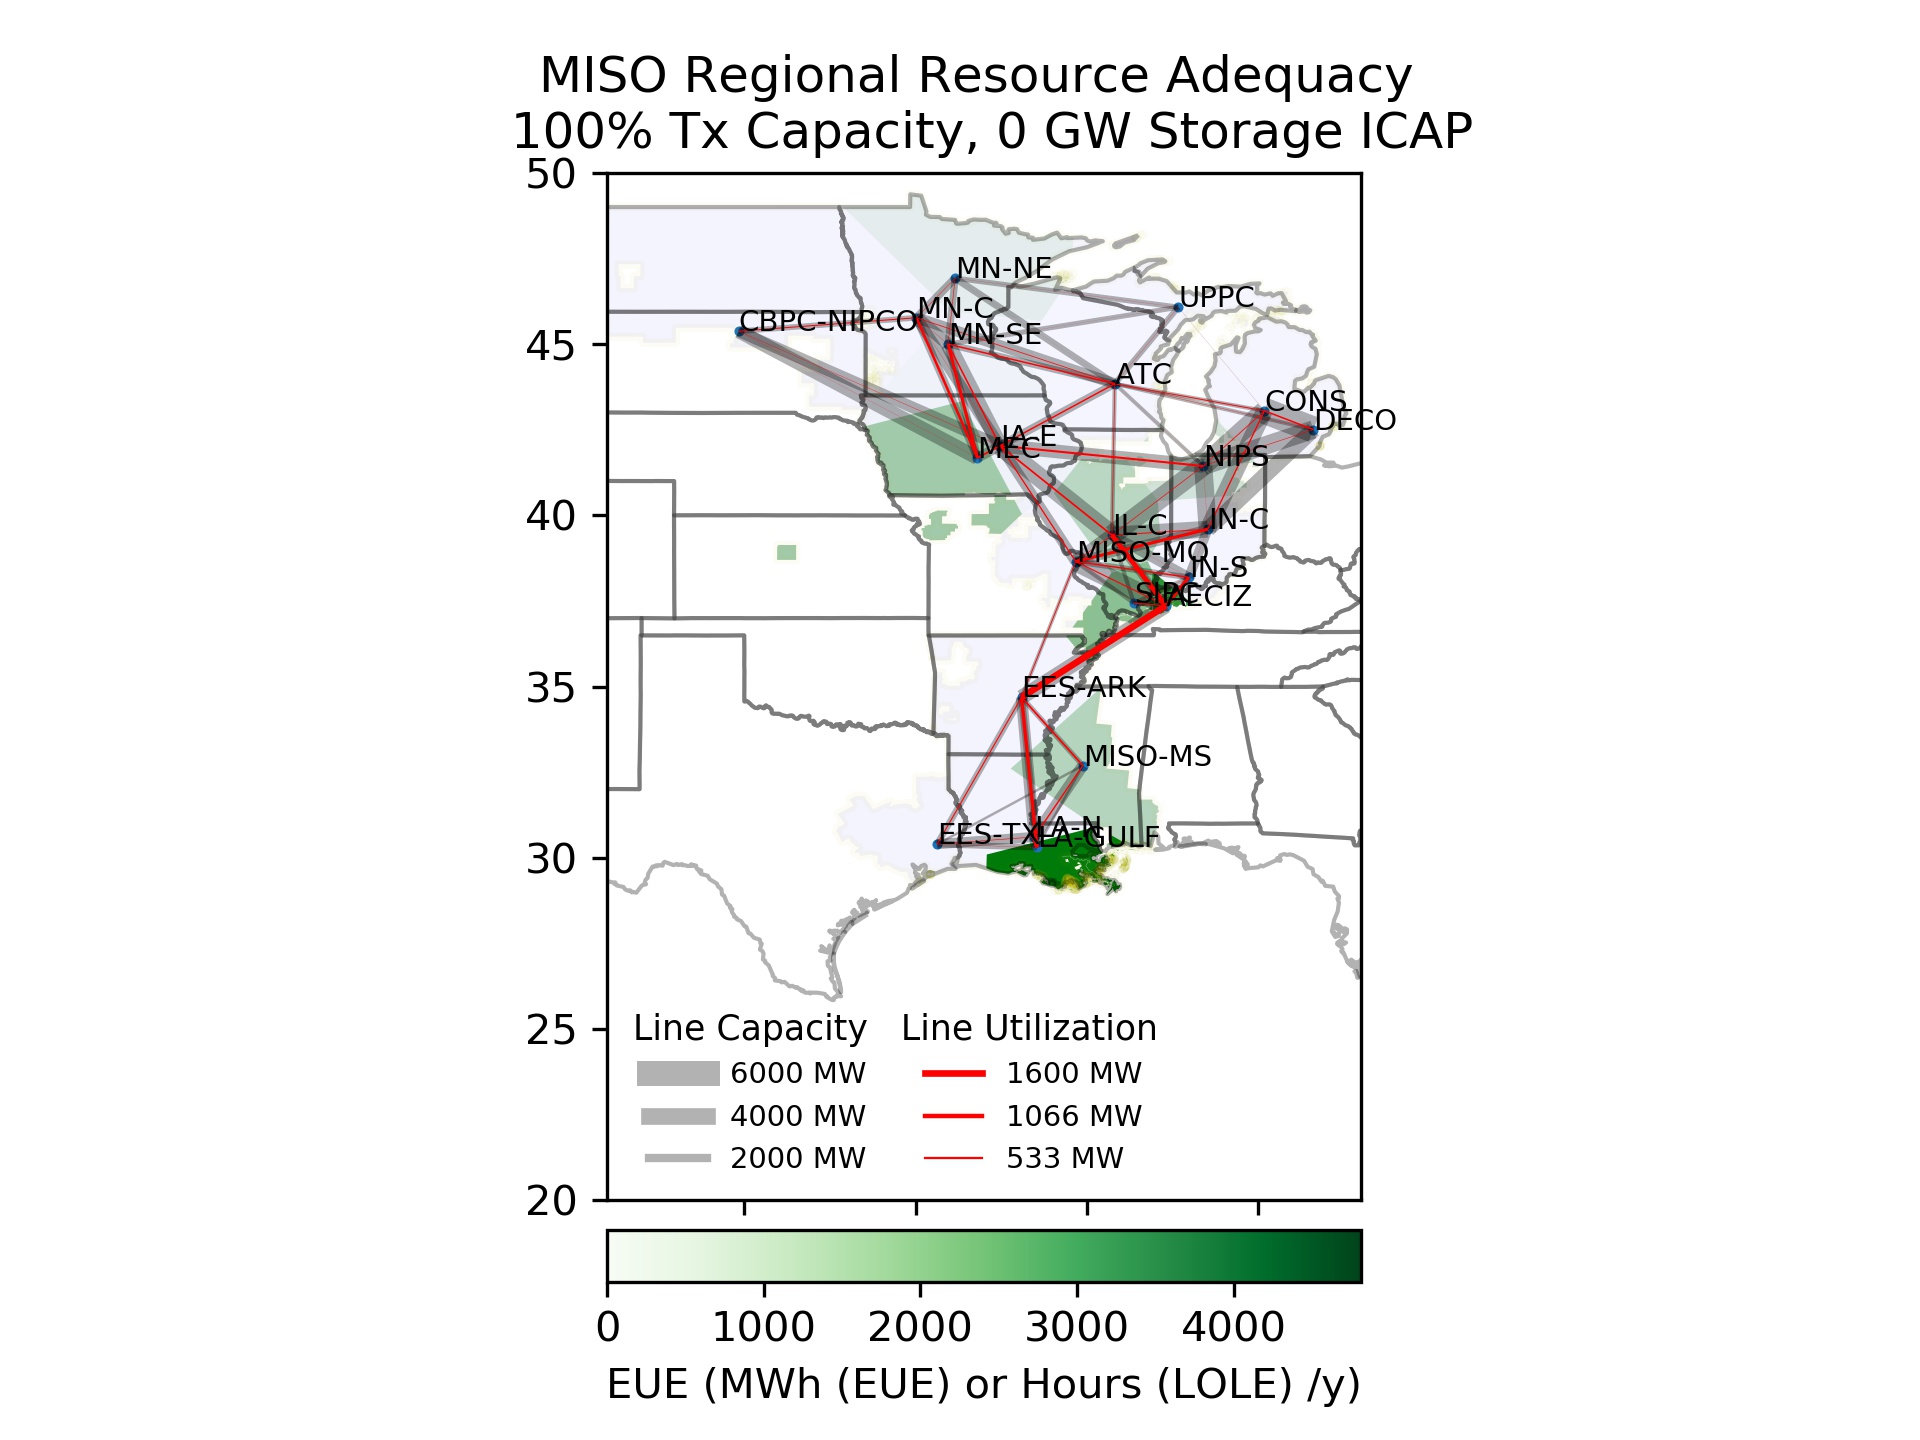 MISO Regional Resource Adequacy
100% Tx Capacity, 0 GW Storage ICAP
50
45
40
35
30
25
20
MN-NE
UPPC
MN-C
CBPC-NIPCO
MN-SE
ATC
CONS
DECO
IA-E
MEC
NIPS
IL-C
IN-C
MISO-MO
IN-S
SIPC
AECIZ
EES-ARK
MISO-MS
LA-N
EES-TX
LA-GULF
Line Capacity
6000 MW
4000 MW
2000 MW
Line Utilization
1600 MW
1066 MW
533 MW
0 1000 2000 3000 4000
EUE (MWh (EUE) or Hours (LOLE) /y)